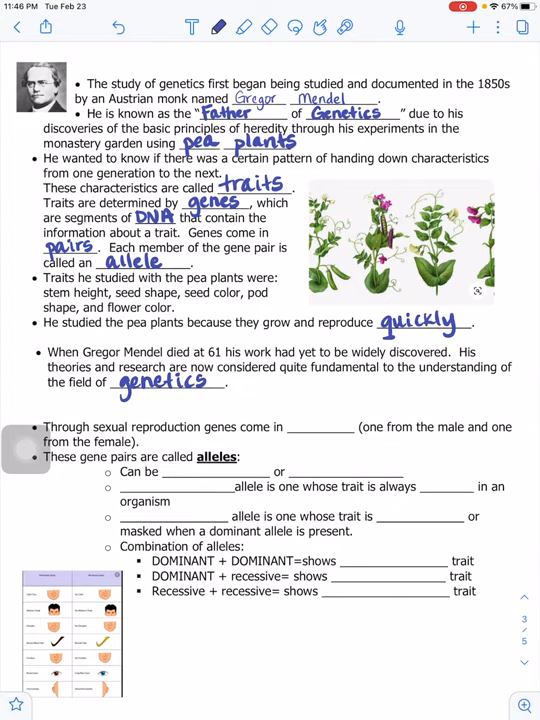 11:46 PM Tue Feb 23
67%
• The study of genetics first began being studied and documented in the 1850s
by an Austrian monk named Gregor Mendel.
• He is known as the "Father of Genetics" due to his
discoveries of the basic principles of heredity through his experiments in the
monastery garden using pea plants
• He wanted to know if there was a certain pattern of handing down characteristics
from one generation to the next.
These characteristics are called traits.
Traits are determined by genes, which
are segments of DNA that contain the
information about a trait. Genes come in
pairs. Each member of the gene pair is
called an allele.
• Traits he studied with the pea plants were:
stem height, seed shape, seed color, pod
shape, and flower color.
• He studied the pea plants because they grow and reproduce quickly.
• When Gregor Mendel died at 61 his work had yet to be widely discovered. His
theories and research are now considered quite fundamental to the understanding of
the field of genetics.
• Through sexual reproduction genes come in __________ (one from the male and one
from the female).
• These gene pairs are called alleles:
o Can be ________________ or _________________
o _________________allele is one whose trait is always ________ in an
organism
o ________________ allele is one whose trait is _____________ or
masked when a dominant allele is present.
o Combination of alleles:
▪ DOMINANT + DOMINANT=shows ________________ trait
▪ DOMINANT + recessive= shows _________________ trait
▪ Recessive + recessive= shows ___________________ trait
3
/
5